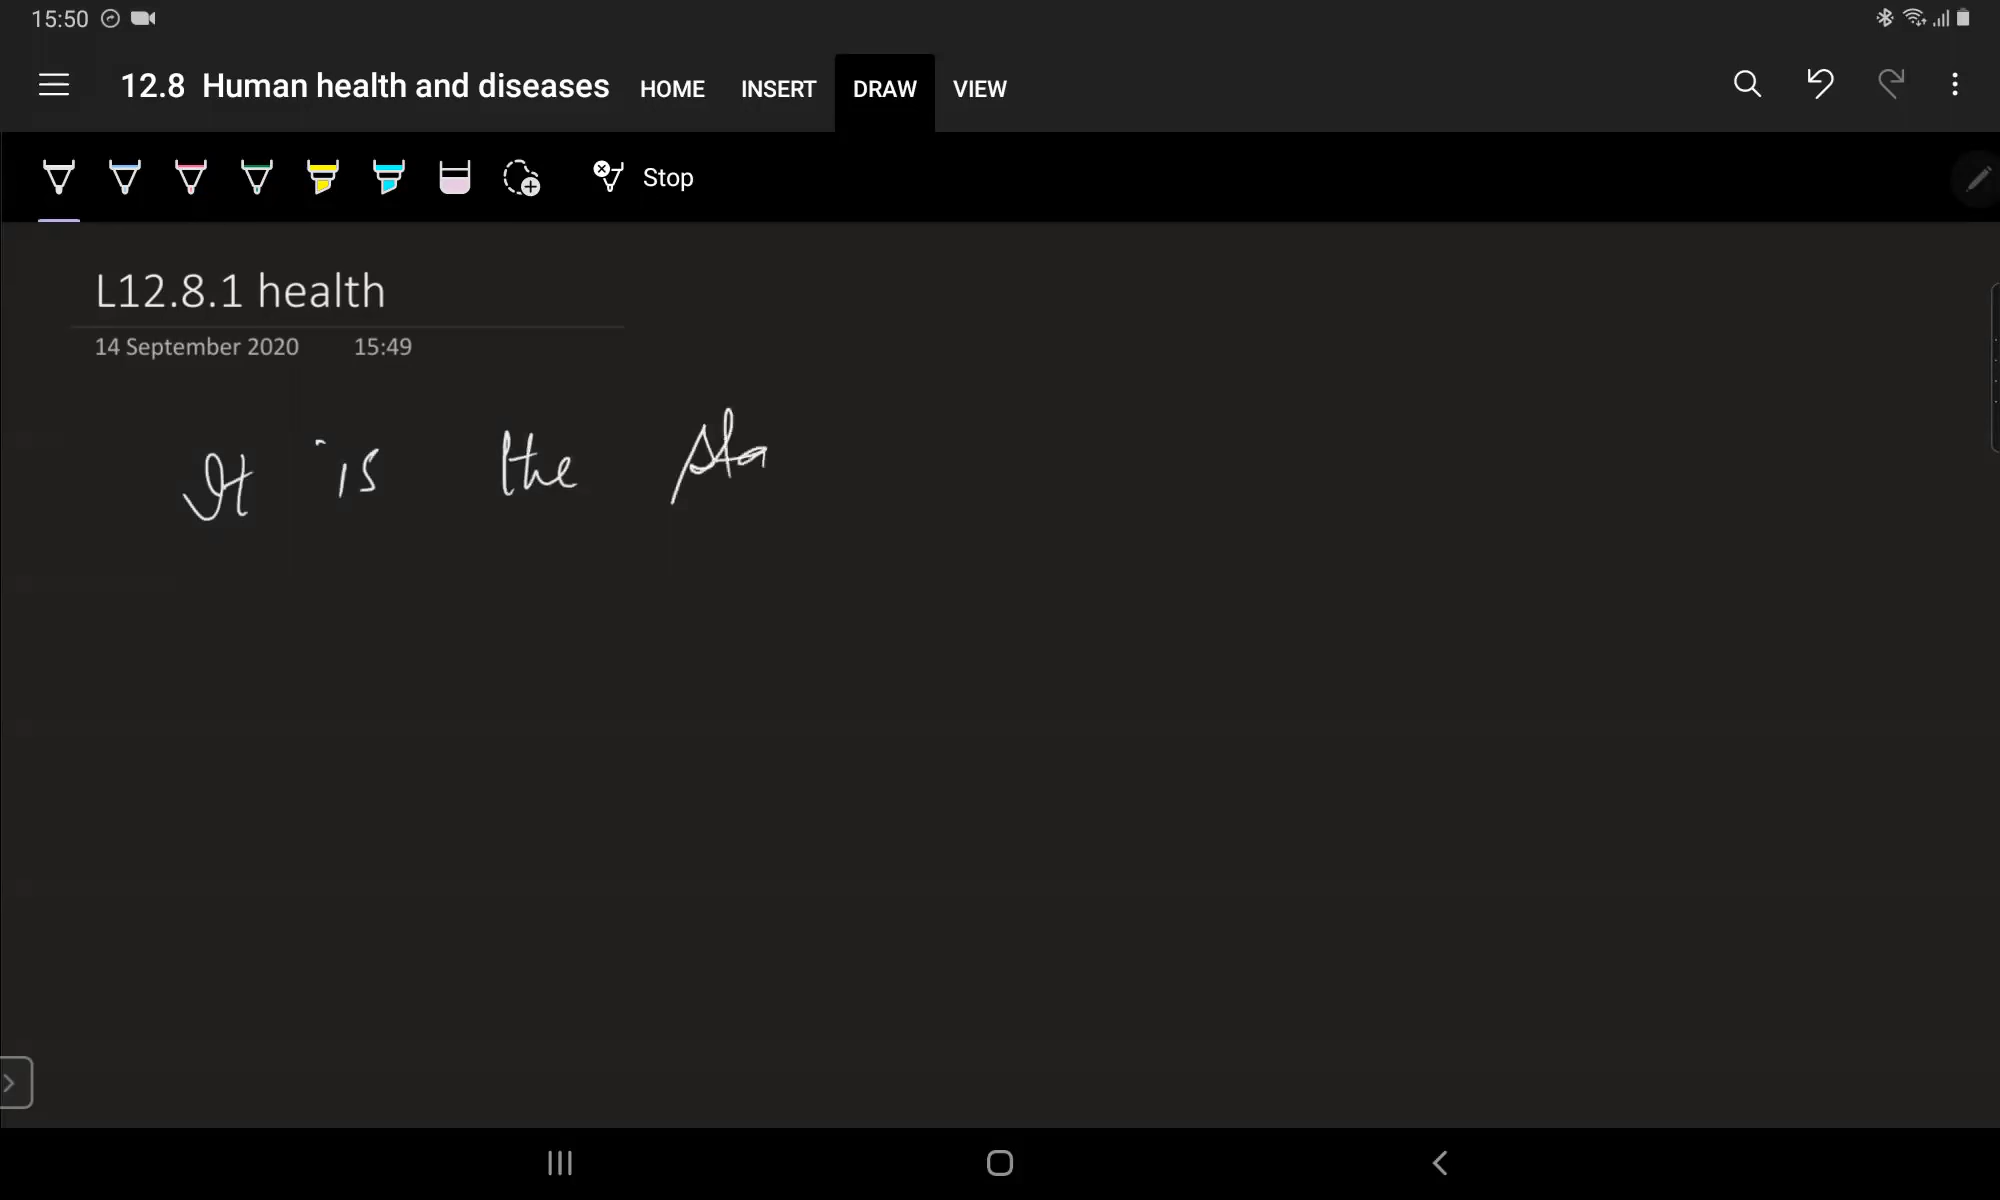 15:50
12.8 Human health and diseases HOME INSERT DRAW VIEW
Stop
L12.8.1 health
14 September 2020 15:49
It is the sta